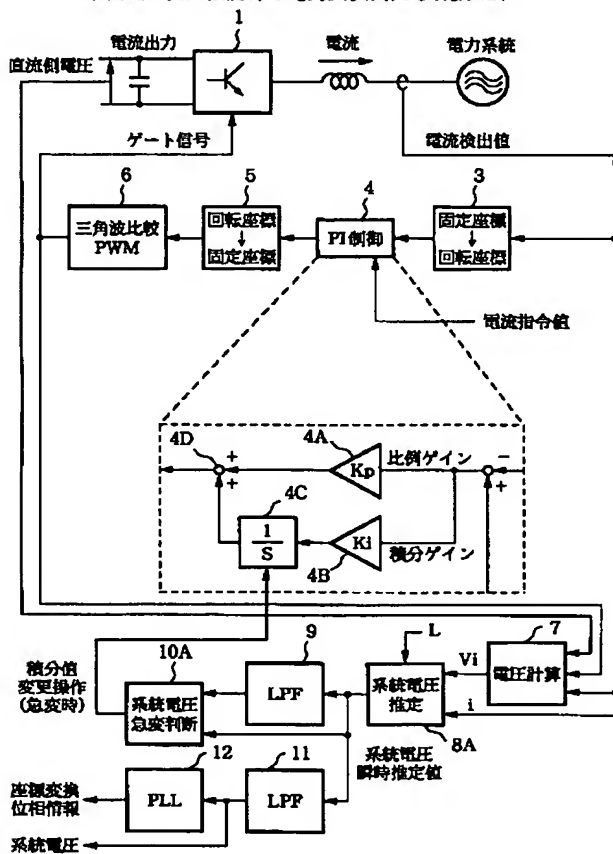 1
電流出力
電流
電力系統
直流側電圧
ゲート信号
電流検出値
6
5
4
3
三角波比較
PWM
回転座標
↓
固定座標
PI制御
固定座標
↓
回転座標
電流指令値
4D
4A
+
Kp
比例ゲイン
−
+
+
4C
1
S
Ki
積分ゲイン
4B
7
積分値
変更操作
(急変時)
10A
9
L
Vi
電圧計算
系統電圧
急変判断
LPF
系統電圧
推定
i
8A
12
11
系統電圧
瞬時推定値
座標変換
位相情報
PLL
LPF
系統電圧